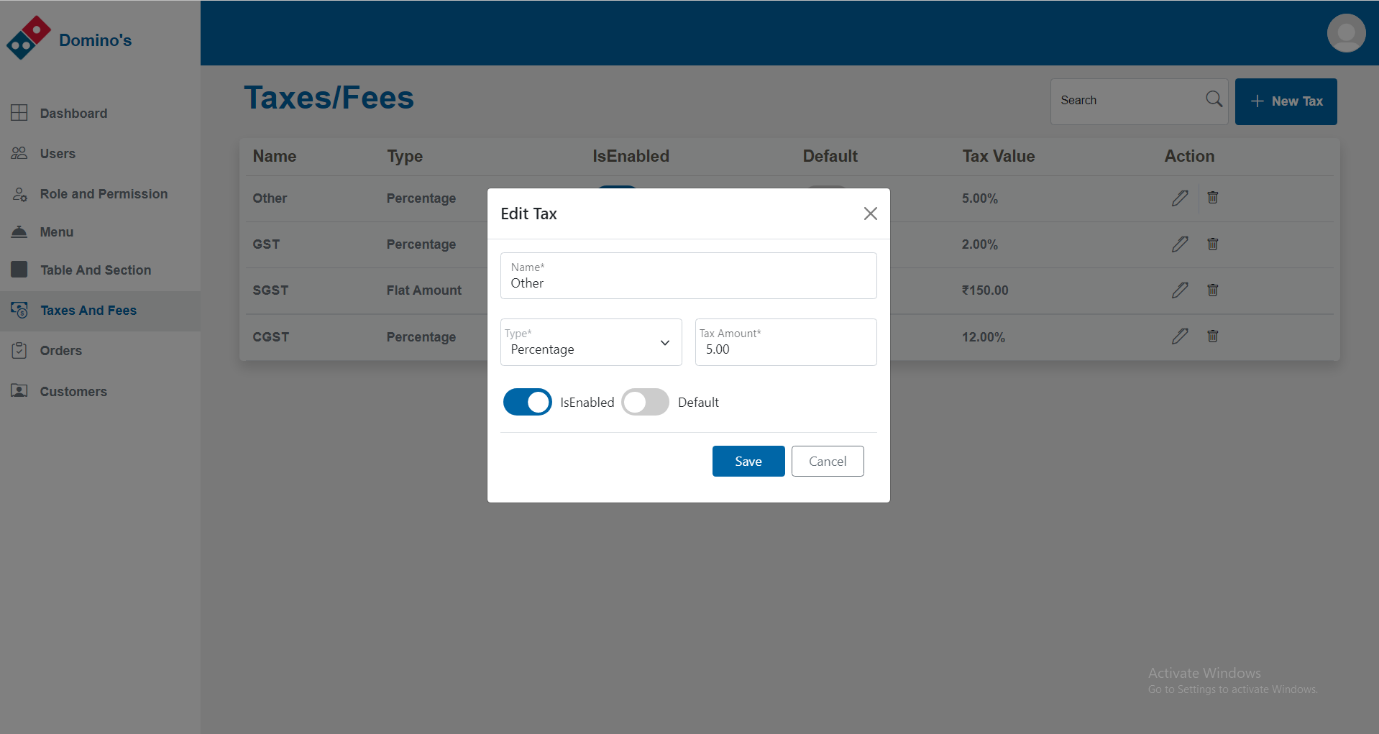 Domino's
Dashboard
Users
Role and Permission
Menu
Table And Section
Taxes And Fees
Orders
Customers
Taxes/Fees
Search
New Tax
Name Type IsEnabled Default Tax Value Action
Other Percentage 5.00%
GST Percentage 2.00%
SGST Flat Amount ₹150.00
CGST Percentage 12.00%
Edit Tax
Name*
Other
Type* Tax Amount*
Percentage 5.00
IsEnabled Default
Save Cancel
Activate Windows
Go to Settings to activate Windows.